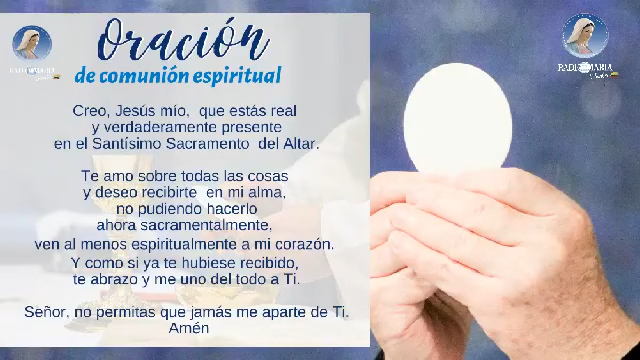 Oración
de comunión espiritual
RADIO MARIA
RADIO MARIA
Creo, Jesús mío, que estás real
y verdaderamente presente
en el Santísimo Sacramento del Altar.
Te amo sobre todas las cosas
y deseo recibirte en mi alma,
no pudiendo hacerlo
ahora sacramentalmente,
ven al menos espiritualmente a mi corazón.
Y como si ya te hubiese recibido,
te abrazo y me uno del todo a Ti.
Señor, no permitas que jamás me aparte de Ti.
Amén